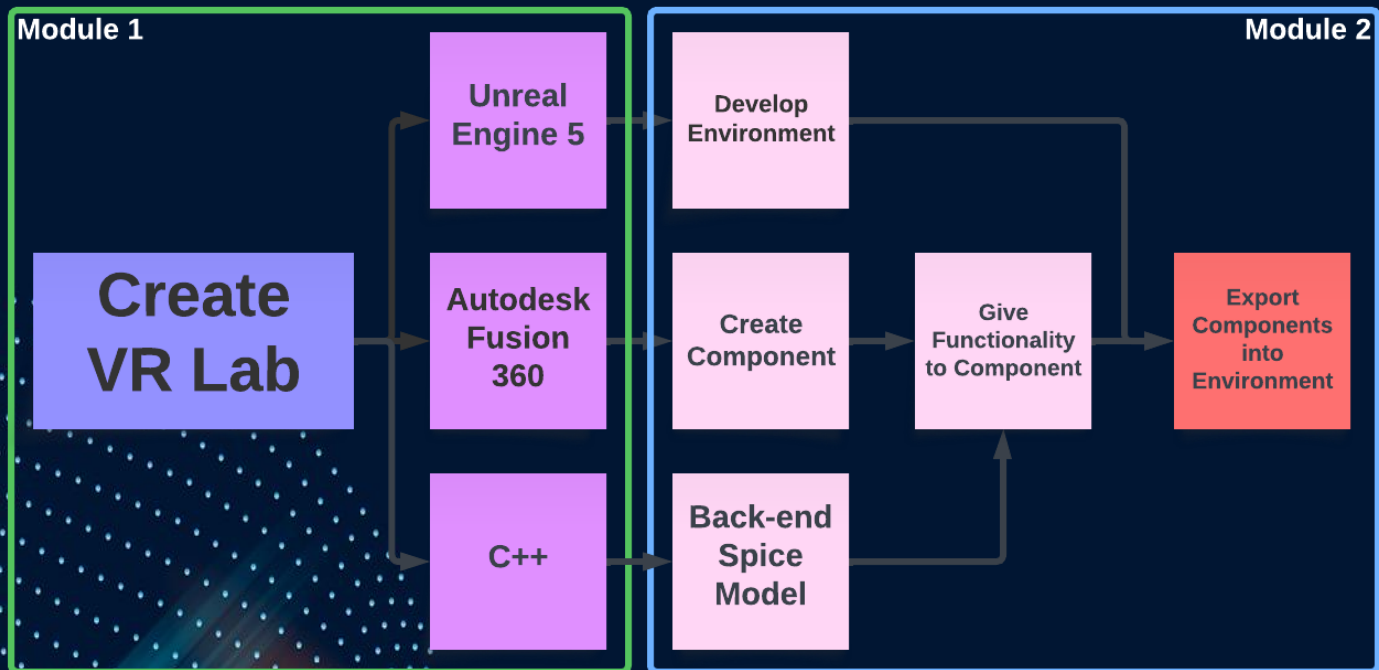 Module 1
Module 2
Unreal
Engine 5
Develop
Environment
Create
VR Lab
Autodesk
Fusion
360
Create
Component
Give
Functionality
to Component
Export
Components
into
Environment
C++
Back-end
Spice
Model